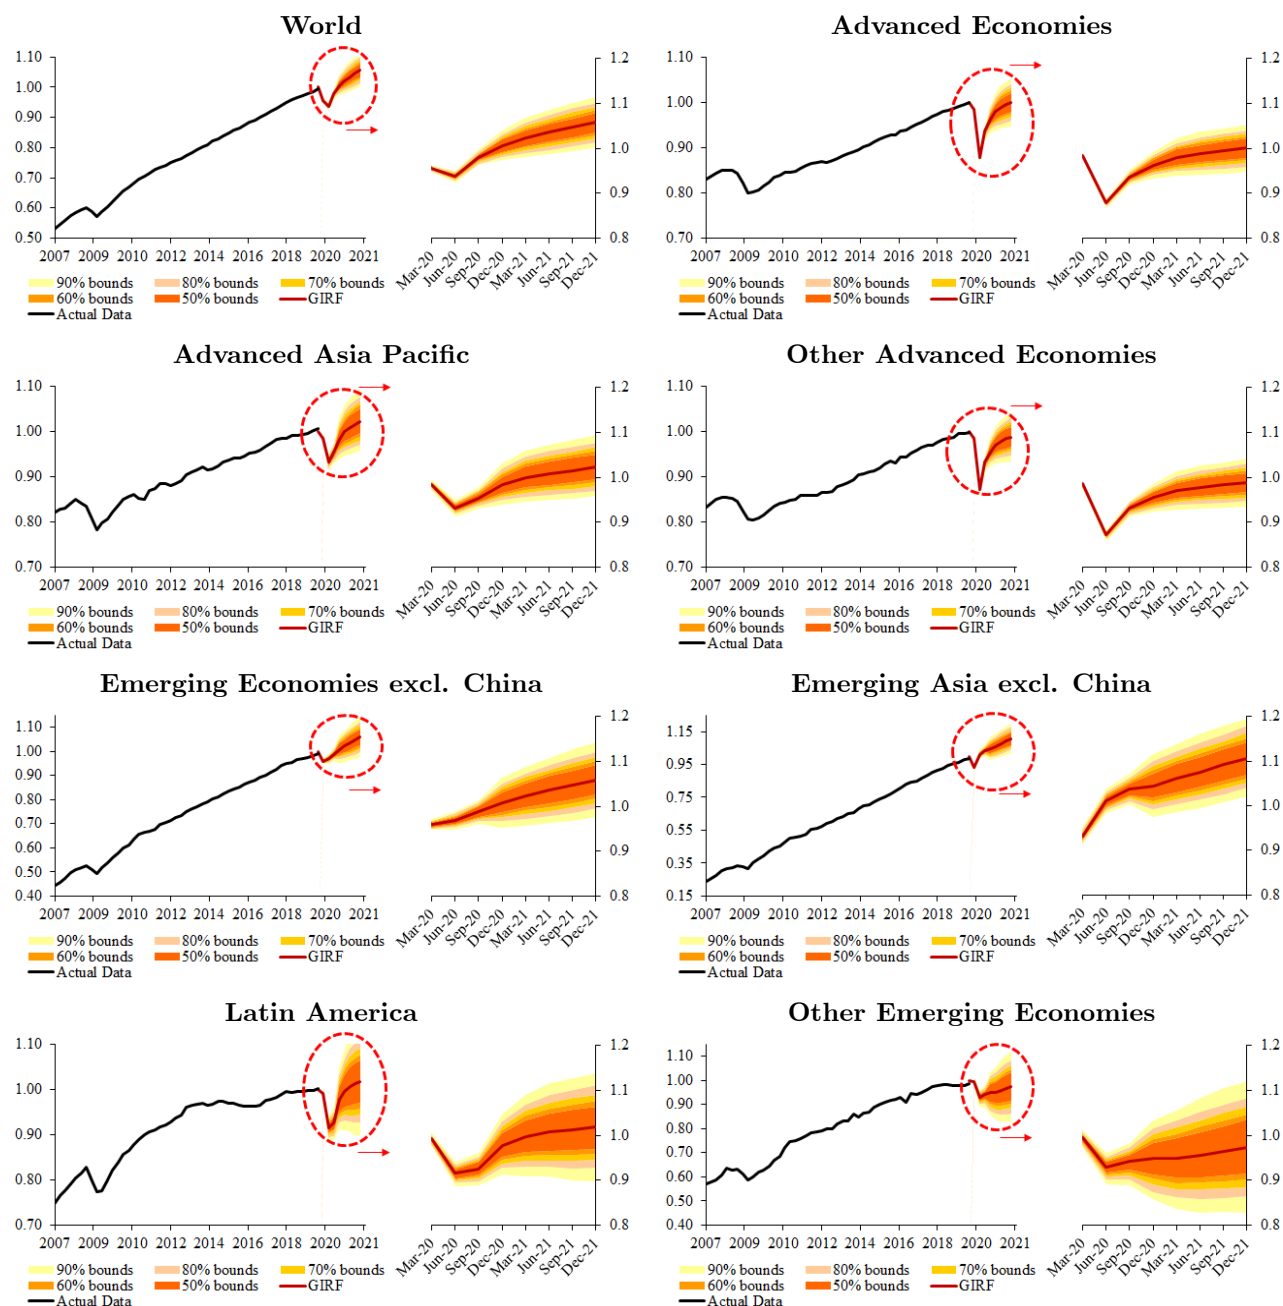 World
1.10
1.00
0.90
0.80
0.70
0.60
0.50
2007 2009 2010 2012 2014 2016 2018 2020 2021
1.2
1.1
1.0
0.9
0.8
Mar-20 Jun-20 Sep-20 Dec-20 Mar-21 Jun-21 Sep-21 Dec-21
90% bounds 80% bounds 70% bounds
60% bounds 50% bounds GIRF
Actual Data
Advanced Economies
1.10
1.00
0.90
0.80
0.70
2007 2009 2010 2012 2014 2016 2018 2020 2021
1.2
1.1
1.0
0.9
0.8
Mar-20 Jun-20 Sep-20 Dec-20 Mar-21 Jun-21 Sep-21 Dec-21
90% bounds 80% bounds 70% bounds
60% bounds 50% bounds GIRF
Actual Data
Advanced Asia Pacific
1.10
1.00
0.90
0.80
0.70
2007 2009 2010 2012 2014 2016 2018 2020 2021
1.2
1.1
1.0
0.9
0.8
Mar-20 Jun-20 Sep-20 Dec-20 Mar-21 Jun-21 Sep-21 Dec-21
90% bounds 80% bounds 70% bounds
60% bounds 50% bounds GIRF
Actual Data
Other Advanced Economies
1.10
1.00
0.90
0.80
0.70
2007 2009 2010 2012 2014 2016 2018 2020 2021
1.2
1.1
1.0
0.9
0.8
Mar-20 Jun-20 Sep-20 Dec-20 Mar-21 Jun-21 Sep-21 Dec-21
90% bounds 80% bounds 70% bounds
60% bounds 50% bounds GIRF
Actual Data
Emerging Economies excl. China
1.10
1.00
0.90
0.80
0.70
0.60
0.50
0.40
2007 2009 2010 2012 2014 2016 2018 2020 2021
1.2
1.1
1.0
0.9
0.8
Mar-20 Jun-20 Sep-20 Dec-20 Mar-21 Jun-21 Sep-21 Dec-21
90% bounds 80% bounds 70% bounds
60% bounds 50% bounds GIRF
Actual Data
Emerging Asia excl. China
1.15
0.95
0.75
0.55
0.35
0.15
2007 2009 2010 2012 2014 2016 2018 2020 2021
1.2
1.1
1.0
0.9
0.8
Mar-20 Jun-20 Sep-20 Dec-20 Mar-21 Jun-21 Sep-21 Dec-21
90% bounds 80% bounds 70% bounds
60% bounds 50% bounds GIRF
Actual Data
Latin America
1.10
1.00
0.90
0.80
0.70
2007 2009 2010 2012 2014 2016 2018 2020 2021
1.2
1.1
1.0
0.9
0.8
Mar-20 Jun-20 Sep-20 Dec-20 Mar-21 Jun-21 Sep-21 Dec-21
90% bounds 80% bounds 70% bounds
60% bounds 50% bounds GIRF
Actual Data
Other Emerging Economies
1.10
1.00
0.90
0.80
0.70
0.60
0.50
0.40
2007 2009 2010 2012 2014 2016 2018 2020 2021
1.2
1.1
1.0
0.9
0.8
Mar-20 Jun-20 Sep-20 Dec-20 Mar-21 Jun-21 Sep-21 Dec-21
90% bounds 80% bounds 70% bounds
60% bounds 50% bounds GIRF
Actual Data